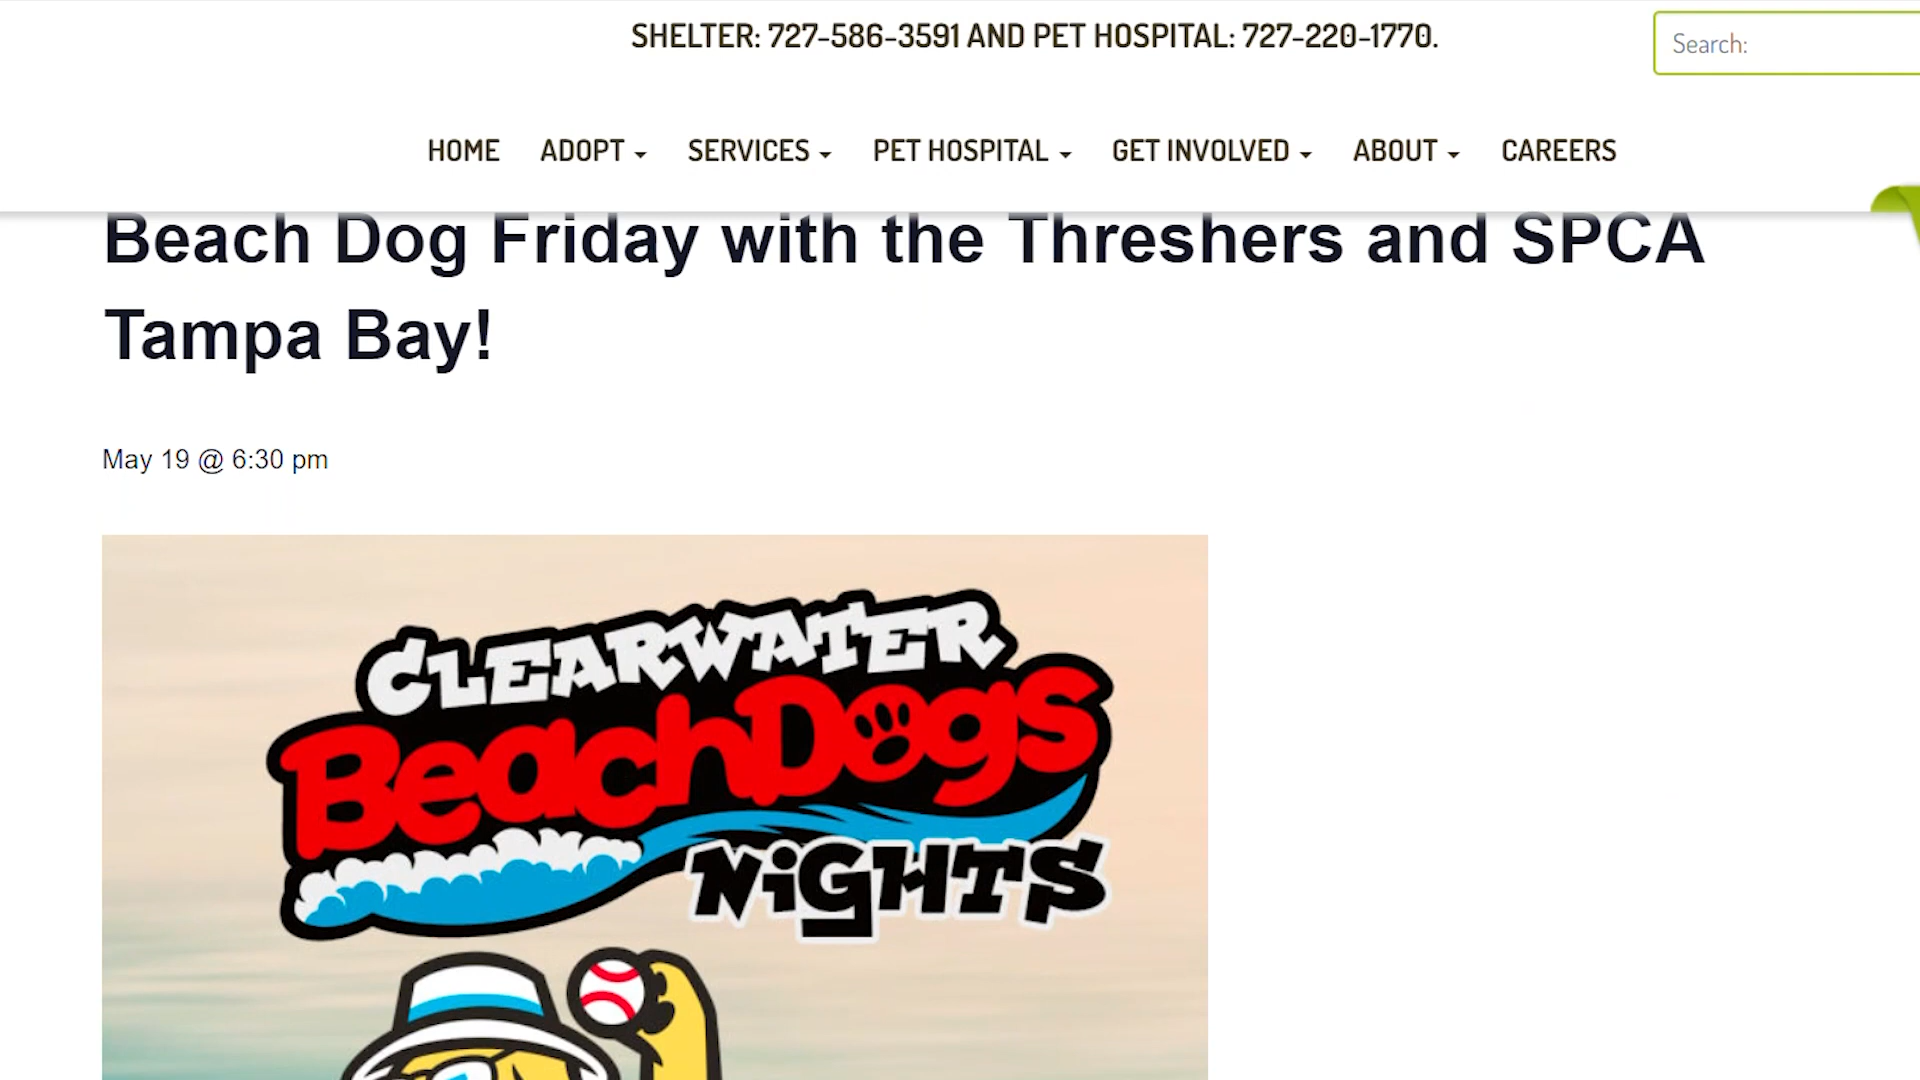 SHELTER: 727-586-3591 AND PET HOSPITAL: 727-220-1770.
Search:
HOME ADOPT SERVICES PET HOSPITAL GET INVOLVED ABOUT CAREERS
Beach Dog Friday with the Threshers and SPCA
Tampa Bay!
May 19 @ 6:30 pm
CLEARWATER
BeachDogs
NiGHTS